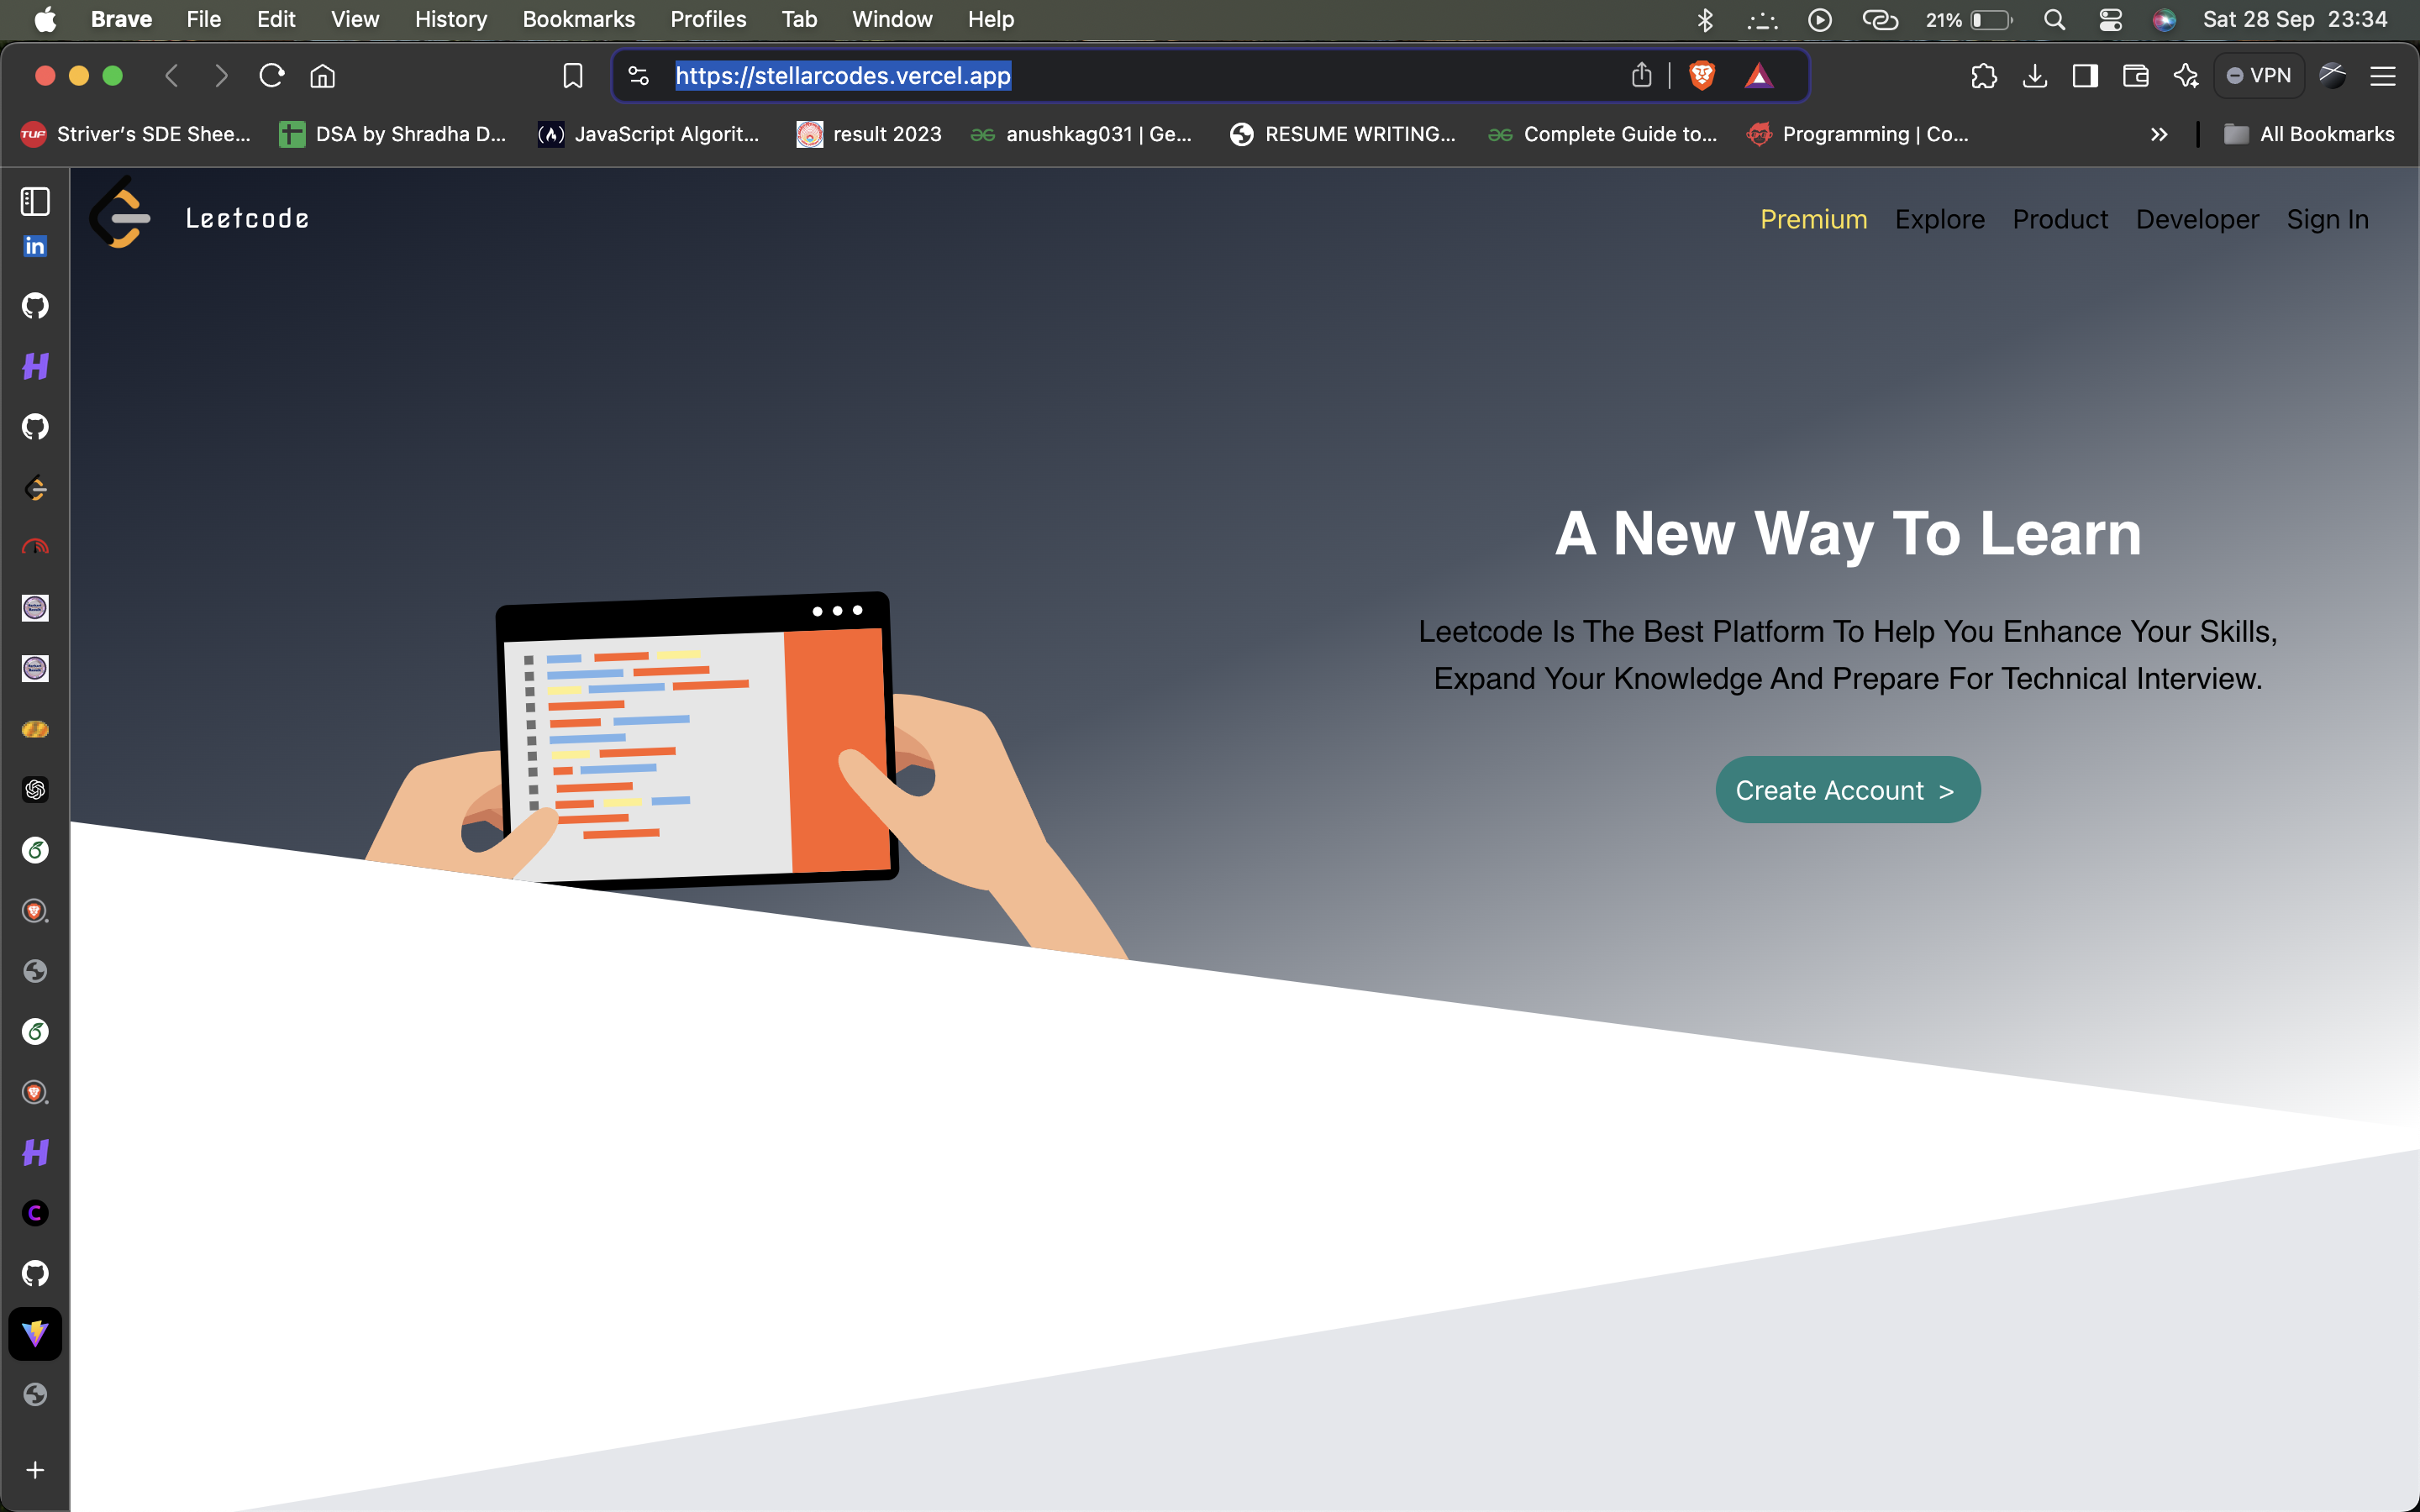 Brave File Edit View History Bookmarks Profiles Tab Window Help 21% Sat 28 Sep 23:34
https://stellarcodes.vercel.app VPN
TUF Striver's SDE Shee... DSA by Shradha D... JavaScript Algorit... result 2023 anushkag031 | Ge... RESUME WRITING... Complete Guide to... Programming | Co... » All Bookmarks
Leetcode Premium Explore Product Developer Sign In
A New Way To Learn
Leetcode Is The Best Platform To Help You Enhance Your Skills,
Expand Your Knowledge And Prepare For Technical Interview.
Create Account >